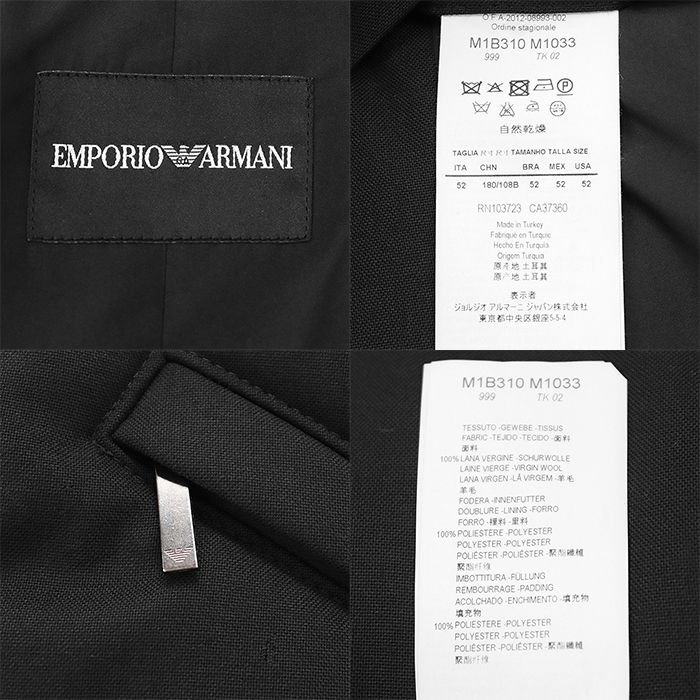 EMPORIO ARMANI
O F A-2012-08993-002
Ordine stagionale
M1B310 M1033
999 TK 02
自然乾燥
TAGLIA R-I R-I TAMANHO TALLA SIZE
ITA CHN BRA MEX USA
52 180/108B 52 52 52
RN103723 CA37360
Made in Turkey
Fabriqué en Turquie
Hecho En Turquía
Origem Turquia
原产地 土耳其
原産地 土耳其
表示者
ジョルジオ アルマーニ ジャパン株式会社
東京都中央区銀座5-5-4
M1B310 M1033
999 TK 02
TESSUTO -GEWEBE -TISSUS
FABRIC -TEJIDO -TECIDO -面料
100% LANA VERGINE -SCHURWOLLE
LAINE VIERGE -VIRGIN WOOL
LANA VIRGEN -LÃ VIRGEM -羊毛
羊毛
FODERA -INNENFUTTER
DOUBLURE -LINING -FORRO
FORRO -裡料 -里料
100% POLIESTERE -POLYESTER
POLYESTER -POLYESTER
POLIÉSTER -POLIÉSTER -聚酯纖維
聚酯纤维
IMBOTTITURA -FÜLLUNG
REMBOURRAGE -PADDING
ACOLCHADO -ENCHIMENTO -填充物
填充物
100% POLIESTERE -POLYESTER
POLYESTER -POLYESTER
POLIÉSTER -POLIÉSTER -聚酯纖維
聚酯纤维